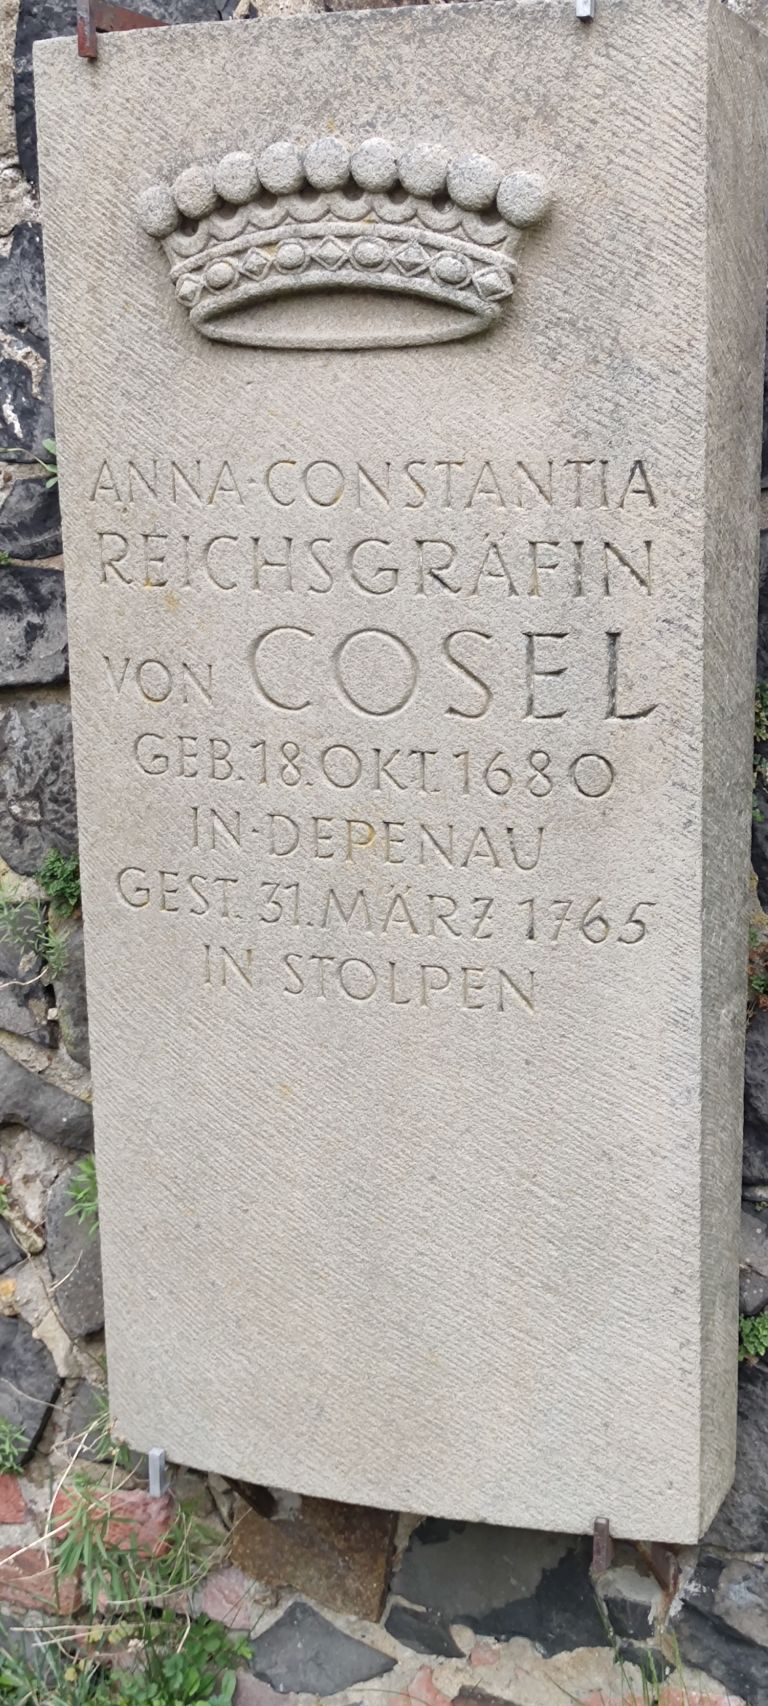 ANNA·CONSTANTIA
REICHSGRÄFIN
VON COSEL
GEB.18.OKT.1680
IN·DEPENAU
GEST.31.MÄRZ 1765
IN STOLPEN